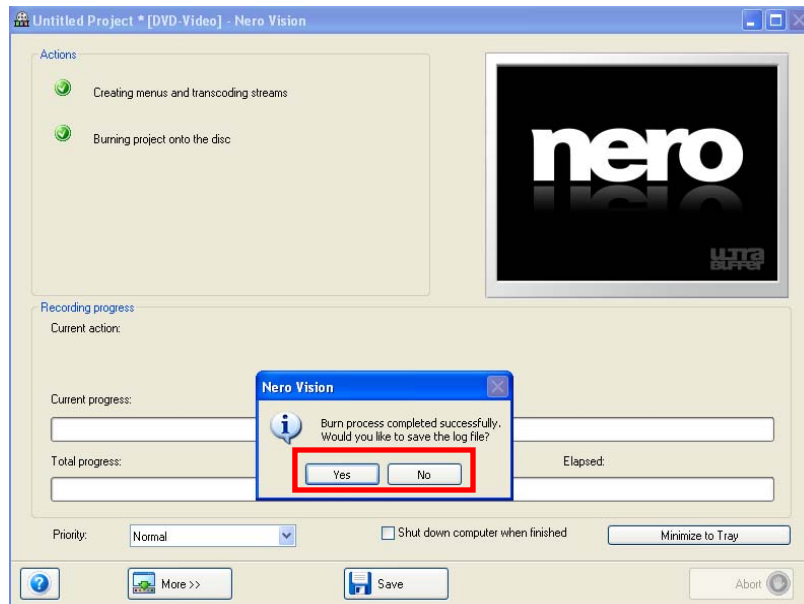 Untitled Project * [DVD-Video] - Nero Vision
Actions
Creating menus and transcoding streams
Burning project onto the disc
nero
ULTRA
BUFFER
Recording progress
Current action:
Nero Vision
Burn process completed successfully.
Would you like to save the log file?
Yes No
Current progress:
Total progress:
Elapsed:
Priority: Normal
Shut down computer when finished
Minimize to Tray
? More >> Save Abort